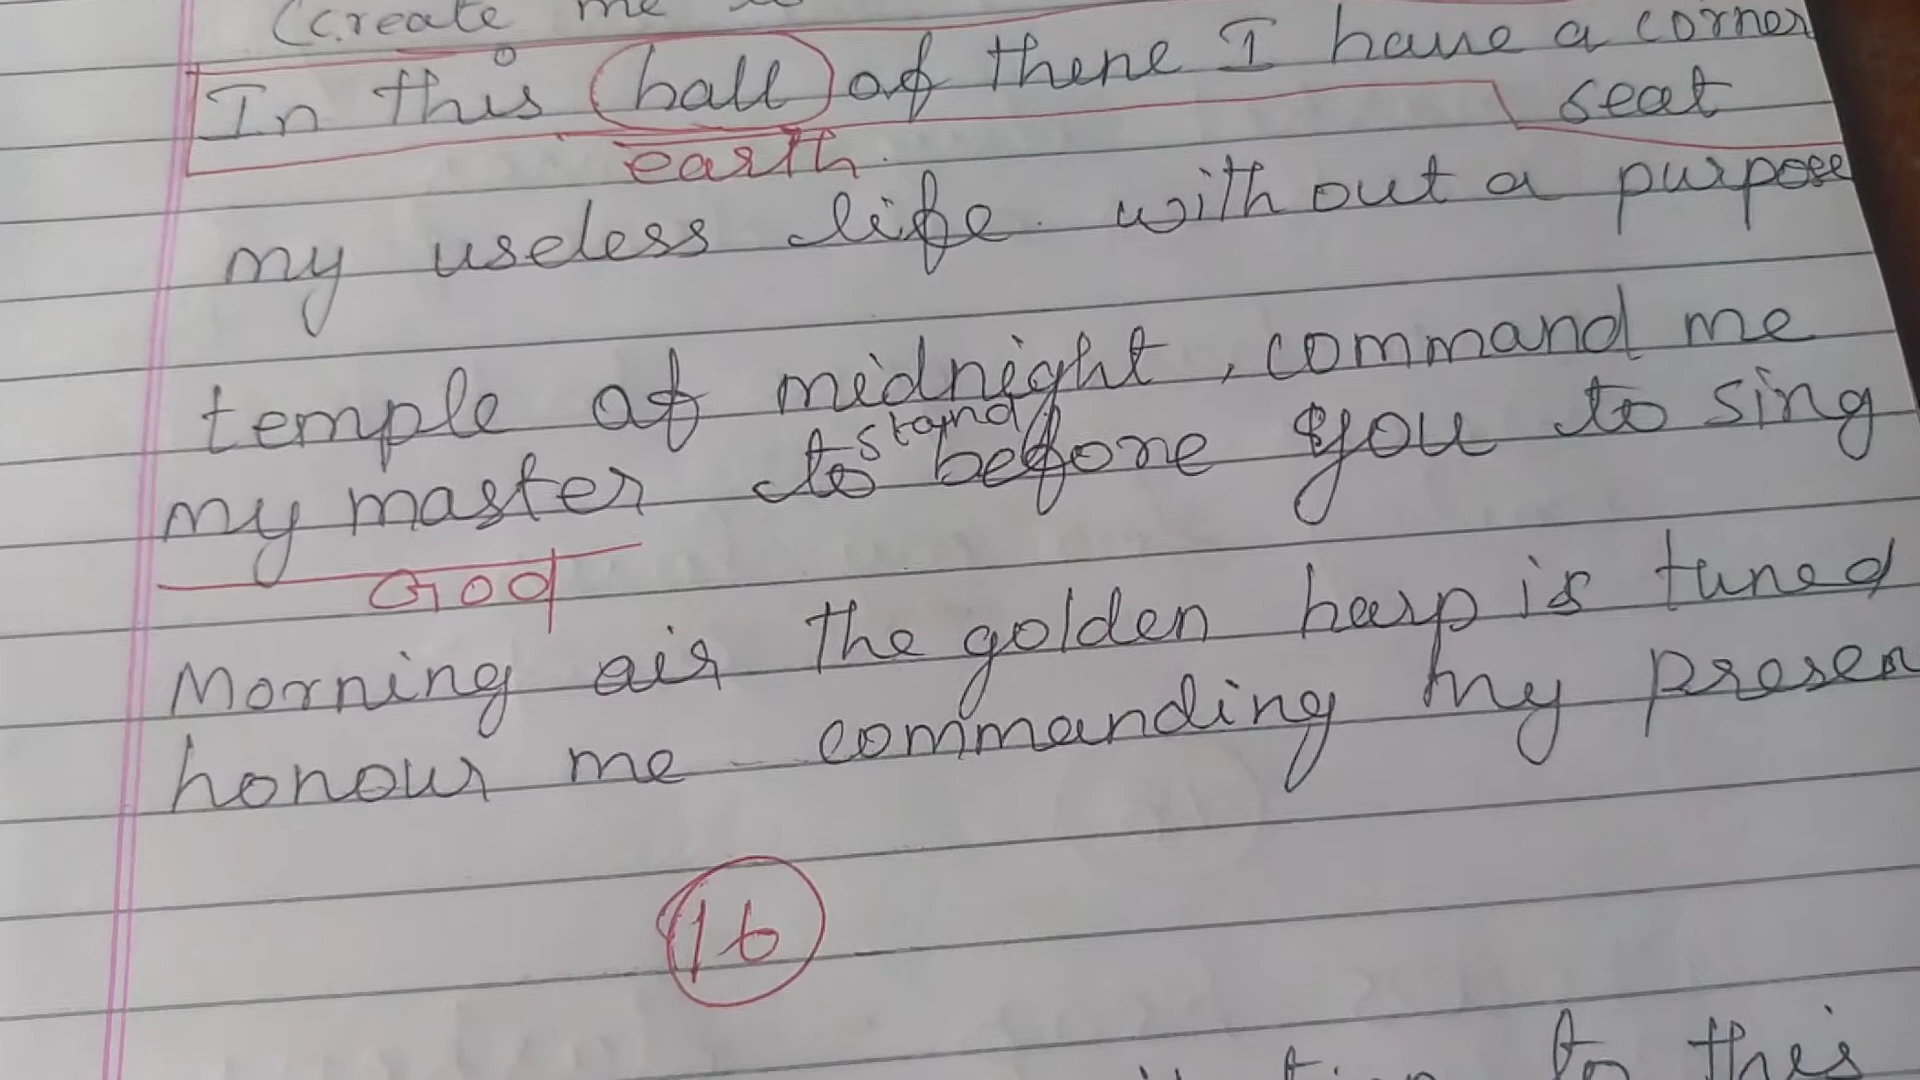 (create me
In this hall of there I have a corner
seat
earth.
my useless life without a purpose
temple of midnight, command me
stand
my master to before you to sing
God
Morning air the golden harp is tuned
honour me commanding my presen
16
to this